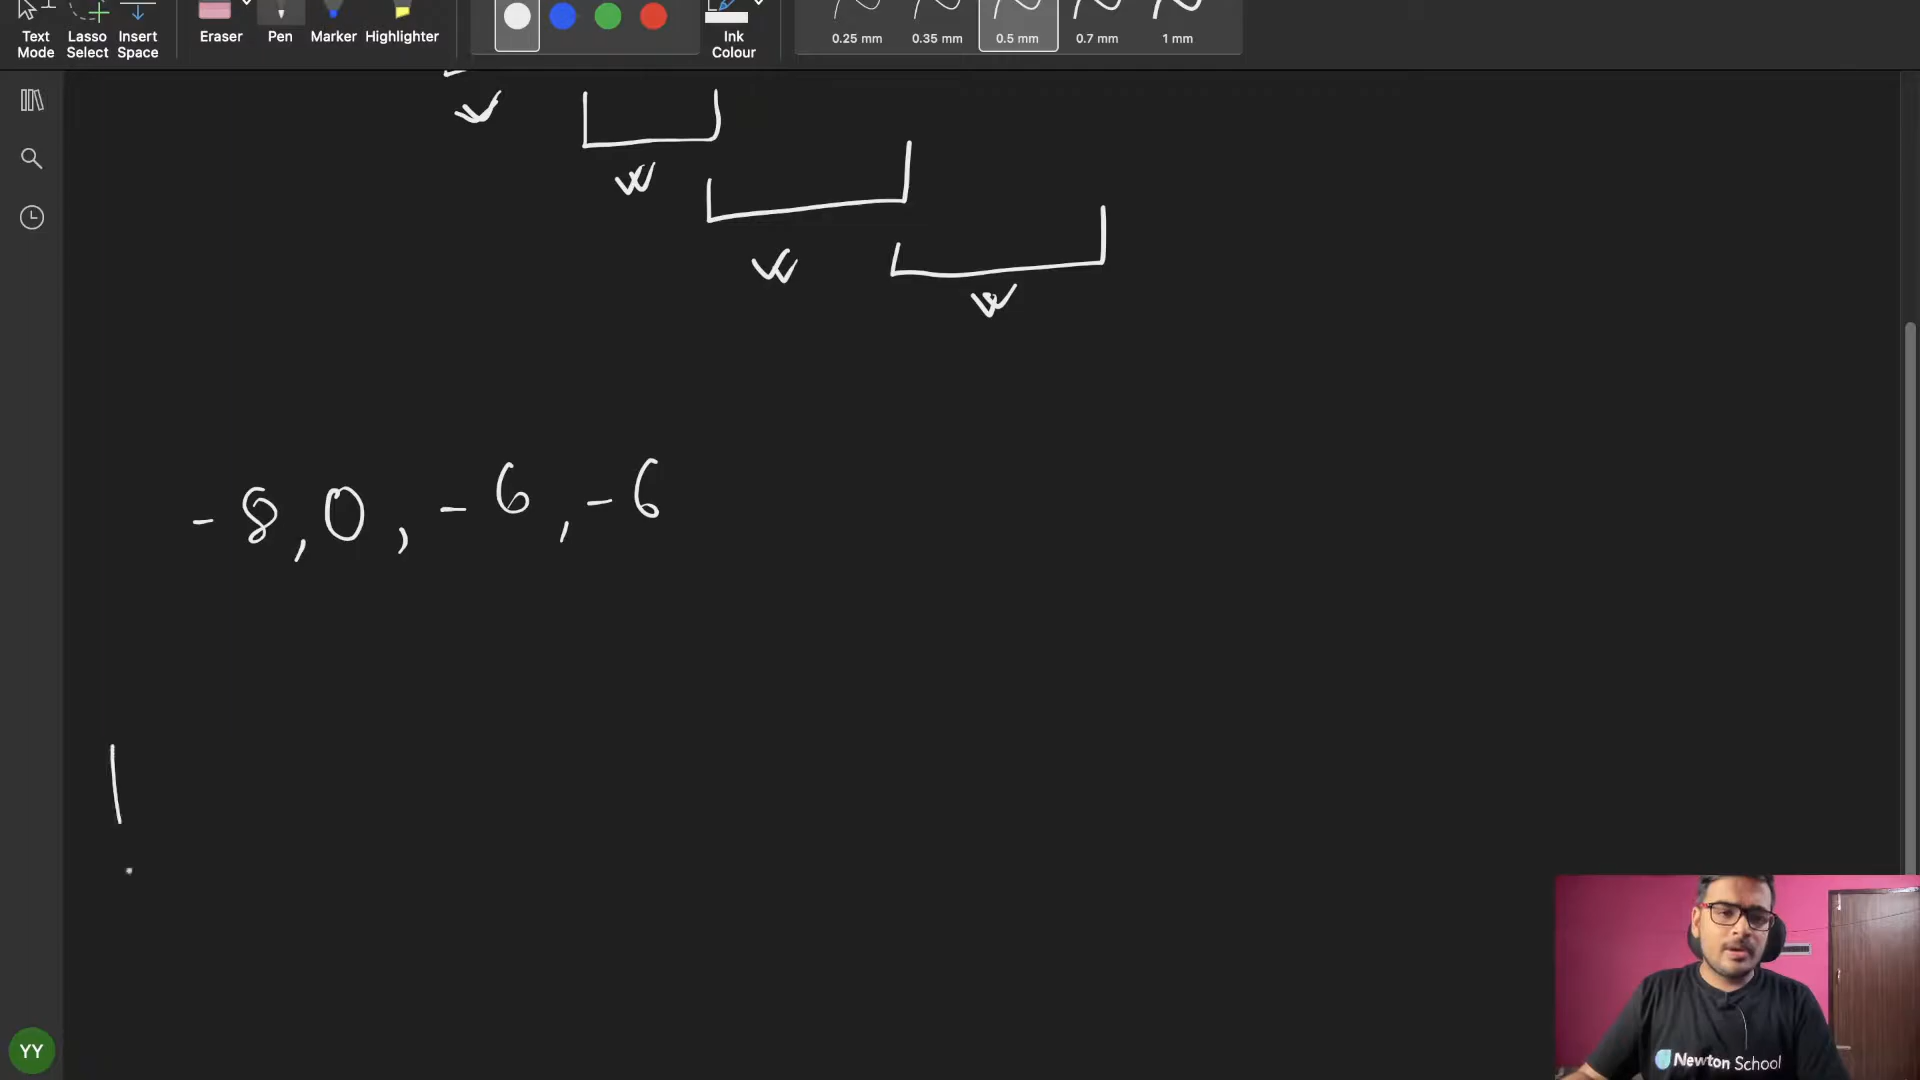 Text Mode
Lasso Select
Insert Space
Eraser
Pen
Marker
Highlighter
Ink Colour
0.25 mm
0.35 mm
0.5 mm
0.7 mm
1 mm
W
W
W
-8, 0, -6, -6
YY
Newton School